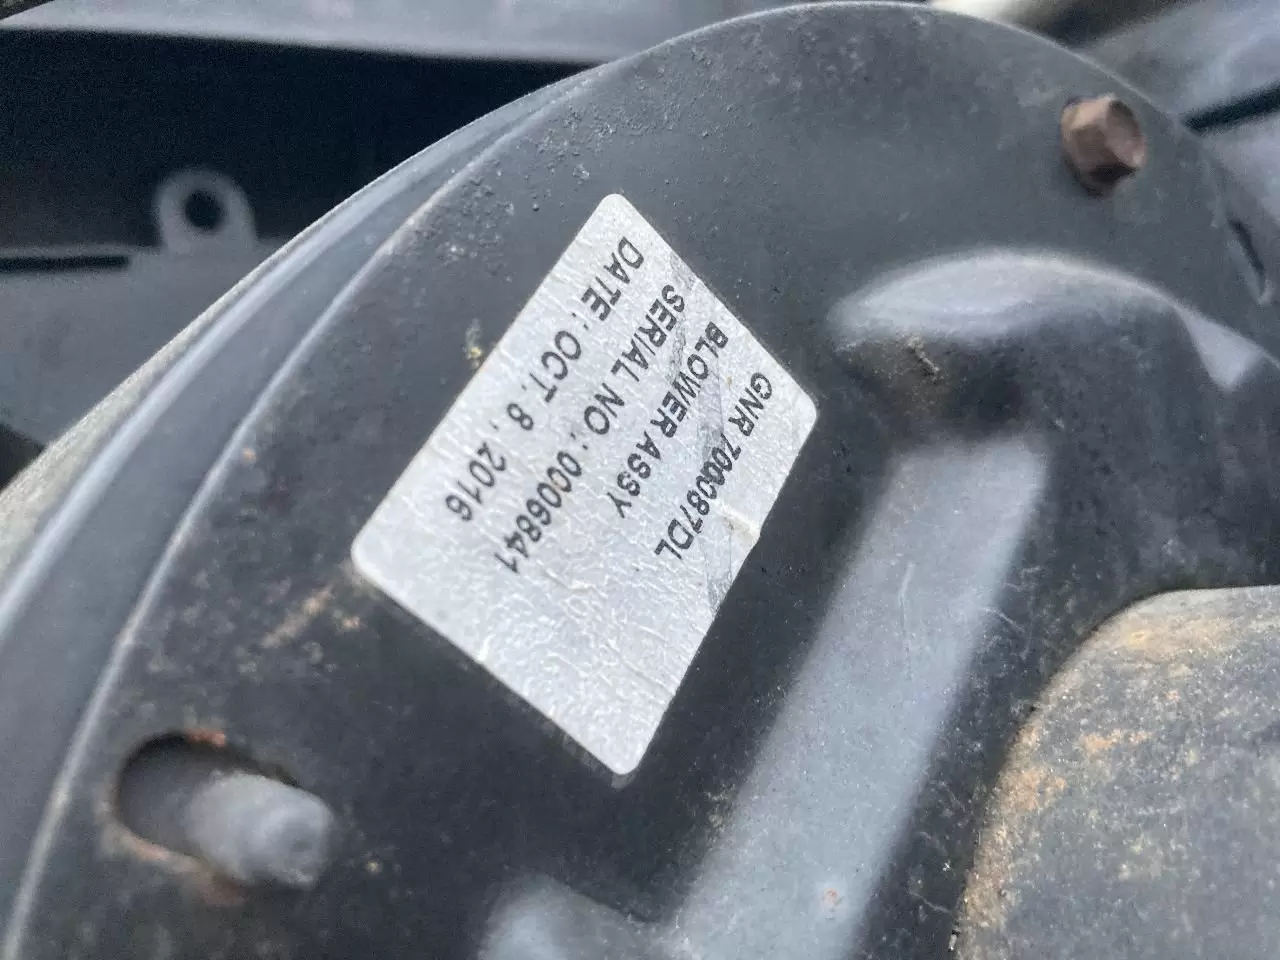 GNR 700087DL
BLOWER ASSY
SERIAL NO : 0006841
DATE : OCT. 8 , 2016